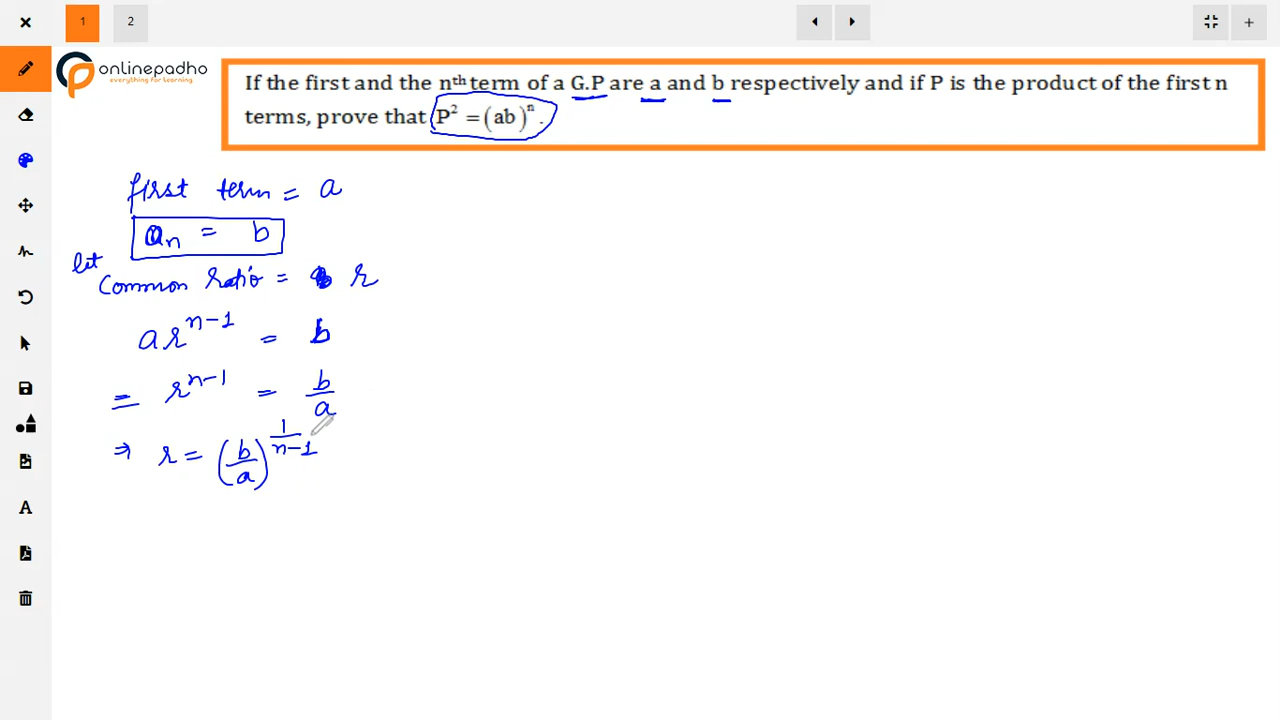 1 2
onlinepadho
everything for learning
If the first and the nth term of a G.P are a and b respectively and if P is the product of the first n
terms, prove that P² = (ab)ⁿ.
first term = a
aₙ = b
let
Common ratio = r
arⁿ⁻¹ = b
= rⁿ⁻¹ = b/a
⇒ r = (b/a)^(1/(n-1))
A